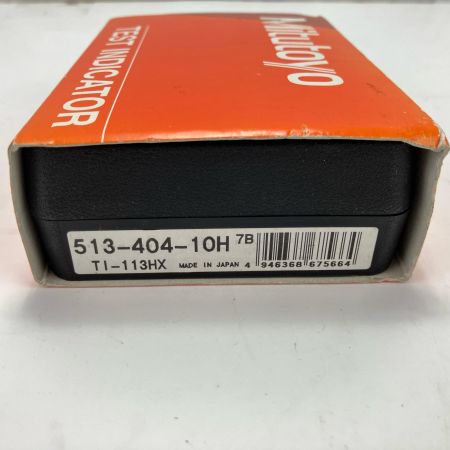 Mitutoyo
TEST INDICATOR
513-404-10H 7B
TI-113HX MADE IN JAPAN 4 946368 675664